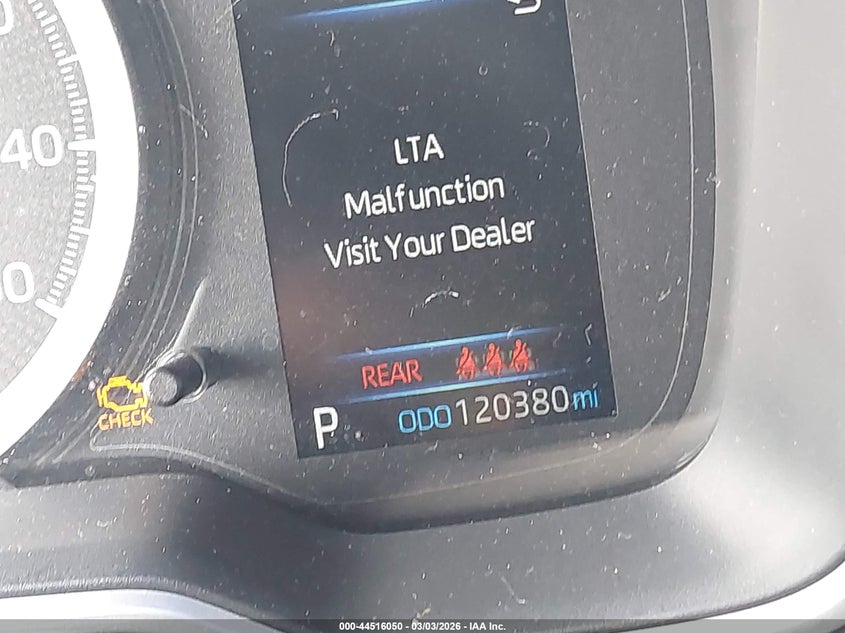 40
LTA
Malfunction
Visit Your Dealer
REAR
CHECK
P ODO 120380 mi
000-44516050 - 03/03/2026 - IAA Inc.